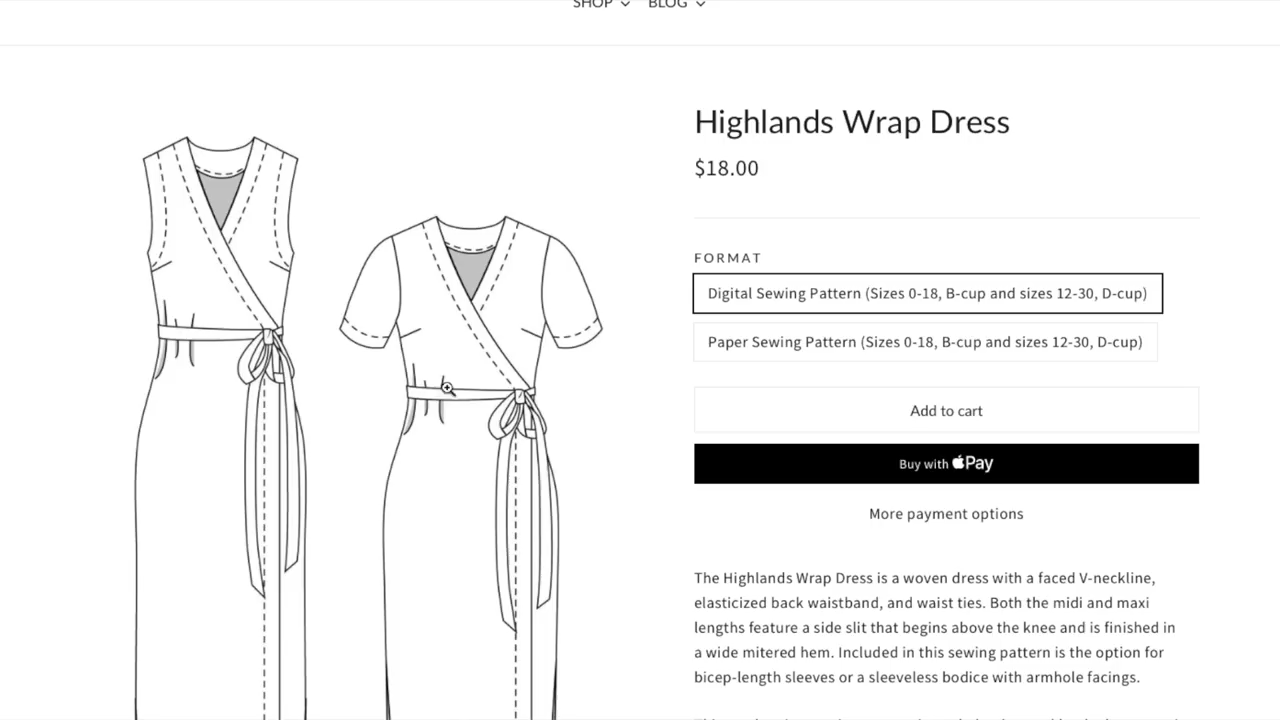 SHOP BLOG
Highlands Wrap Dress
$18.00
FORMAT
Digital Sewing Pattern (Sizes 0-18, B-cup and sizes 12-30, D-cup)
Paper Sewing Pattern (Sizes 0-18, B-cup and sizes 12-30, D-cup)
Add to cart
Buy with Pay
More payment options
The Highlands Wrap Dress is a woven dress with a faced V-neckline,
elasticized back waistband, and waist ties. Both the midi and maxi
lengths feature a side slit that begins above the knee and is finished in
a wide mitered hem. Included in this sewing pattern is the option for
bicep-length sleeves or a sleeveless bodice with armhole facings.